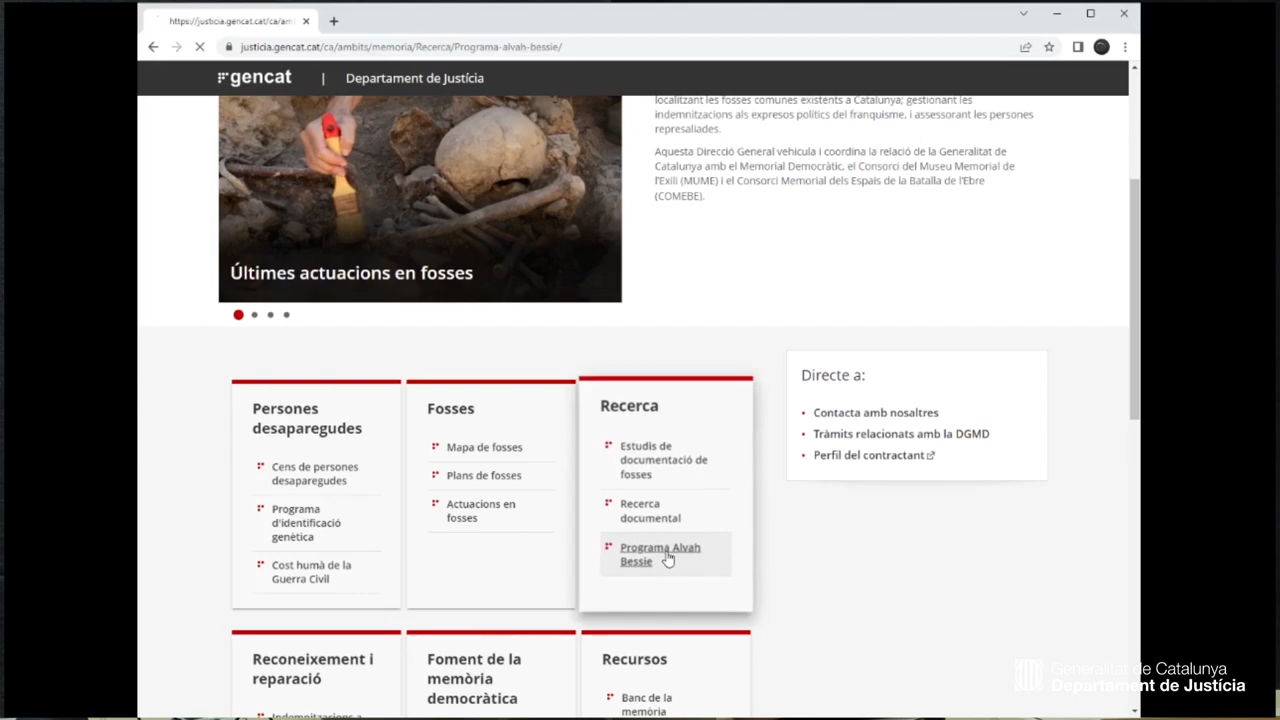 https://justicia.gencat.cat/ca/amb
justicia.gencat.cat/ca/ambits/memoria/Recerca/Programa-alvah-bessie/
gencat | Departament de Justícia
localitzant les fosses comunes existents a Catalunya; gestionant les
indemnitzacions als expresos polítics del franquisme, i assessorant les persones
represaliades.
Aquesta Direcció General vehicula i coordina la relació de la Generalitat de
Catalunya amb el Memorial Democràtic, el Consorci del Museu Memorial de
l'Exili (MUME) i el Consorci Memorial dels Espais de la Batalla de l'Ebre
(COMEBE).
Últimes actuacions en fosses
Persones
desaparegudes
Cens de persones
desaparegudes
Programa
d'identificació
genètica
Cost humà de la
Guerra Civil
Fosses
Mapa de fosses
Plans de fosses
Actuacions en
fosses
Recerca
Estudis de
documentació de
fosses
Recerca
documental
Programa Alvah
Bessie
Directe a:
Contacta amb nosaltres
Tràmits relacionats amb la DGMD
Perfil del contractant
Reconeixement i
reparació
Indemnitzacions a
Foment de la
memòria
democràtica
Recursos
Banc de la
memòria
Generalitat de Catalunya
Departament de Justícia